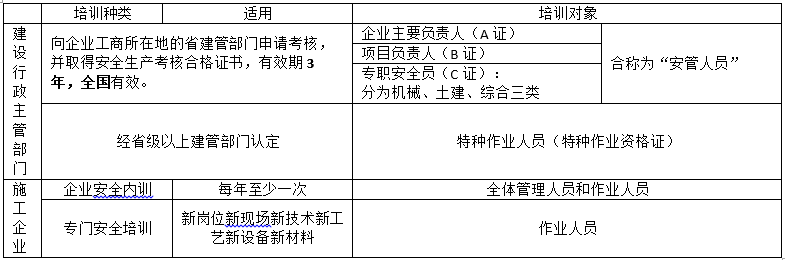 培训种类 适用 培训对象
建设行政主管部门
向企业工商所在地的省建管部门申请考核，
并取得安全生产考核合格证书，有效期 3
年，全国有效。
企业主要负责人（A 证）
项目负责人（B 证）
专职安全员（C 证）：
分为机械、土建、综合三类
合称为“安管人员”
经省级以上建管部门认定
特种作业人员（特种作业资格证）
施工企业
企业安全内训 每年至少一次 全体管理人员和作业人员
专门安全培训
新岗位新现场新技术新工
艺新设备新材料
作业人员